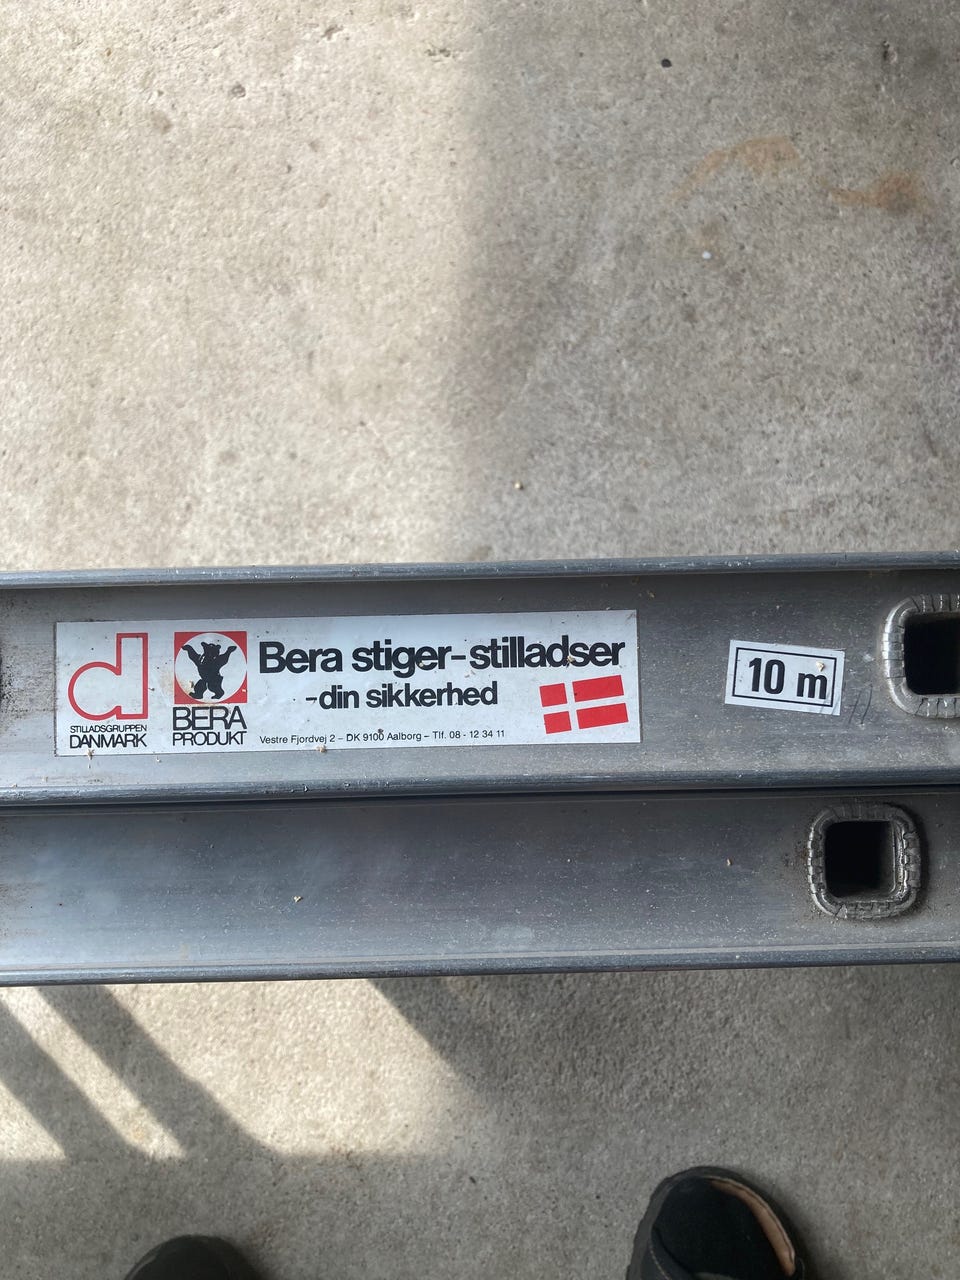 d
STILLADSGRUPPEN
DANMARK
BERA
PRODUKT
Bera stiger-stilladser
-din sikkerhed
Vestre Fjordvej 2 – DK 9100 Aalborg – Tlf. 08 - 12 34 11
10 m